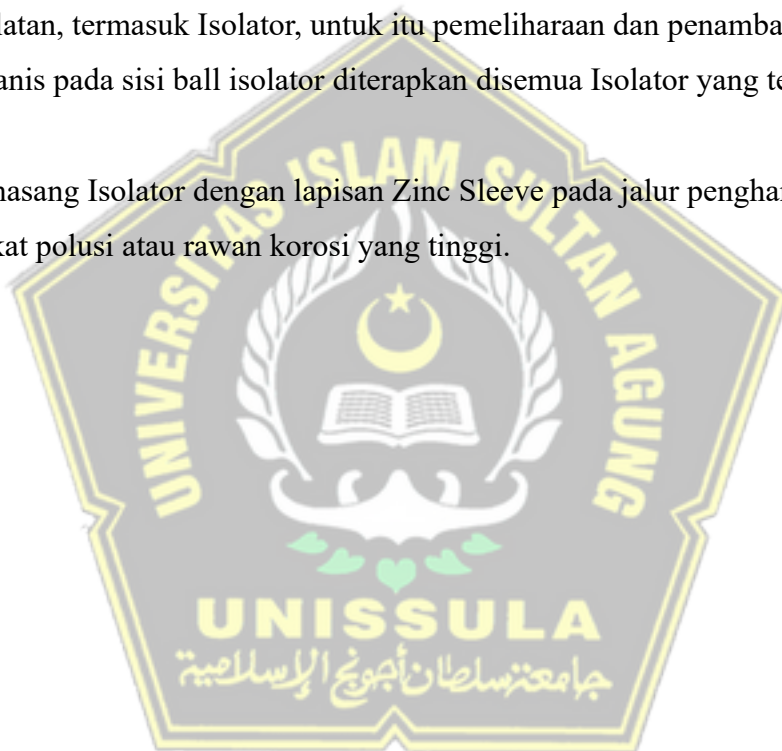 latan, termasuk Isolator, untuk itu pemeliharaan dan penamba
anis pada sisi ball isolator diterapkan disemua Isolator yang te
nasang Isolator dengan lapisan Zinc Sleeve pada jalur penghan
kat polusi atau rawan korosi yang tinggi.
UNIVERSITAS ISLAM SULTAN AGUNG
UNISSULA
جامعة سلطان أجونج الإسلامية